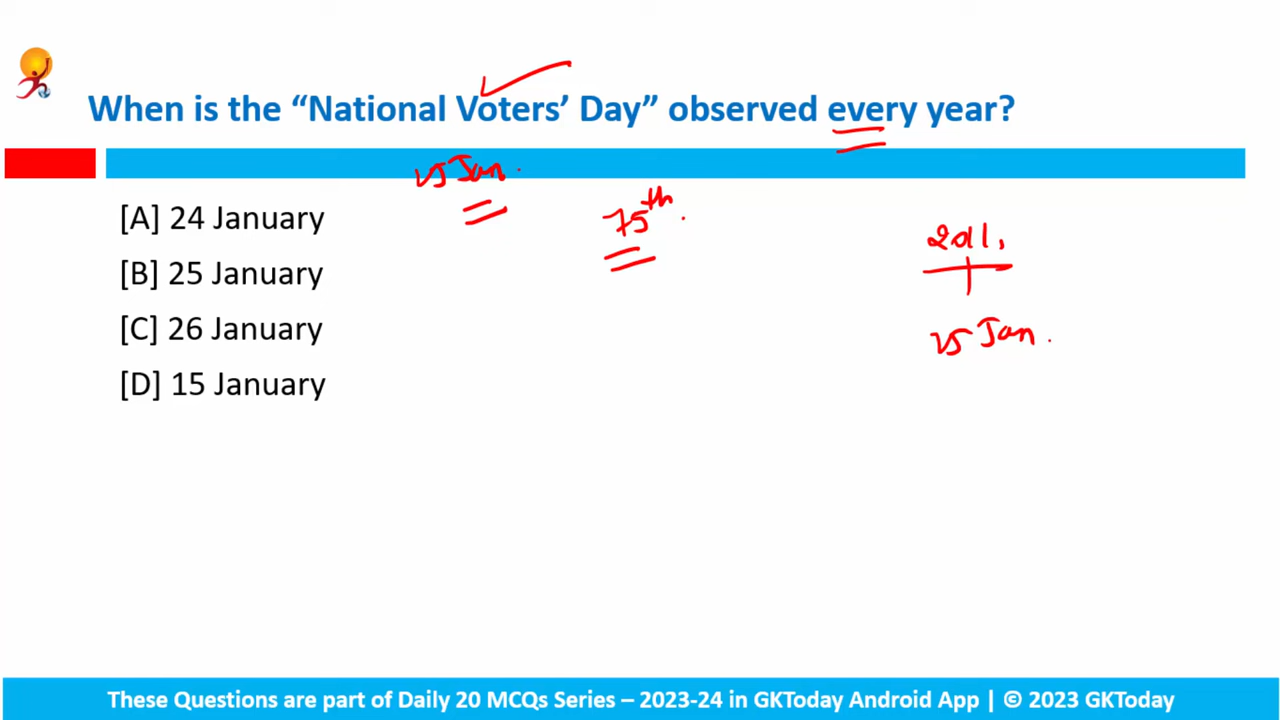 When is the “National Voters’ Day” observed every year?
25 Jan.
[A] 24 January
75th.
2011.
[B] 25 January
[C] 26 January
25 Jan.
[D] 15 January
These Questions are part of Daily 20 MCQs Series – 2023-24 in GKToday Android App | © 2023 GKToday